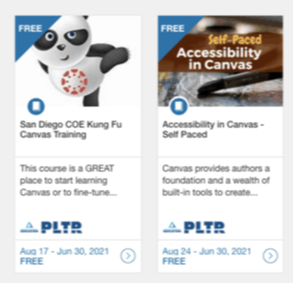 FREE
San Diego COE Kung Fu
Canvas Training
This course is a GREAT
place to start learning
Canvas or to fine-tune...
PLTR
Aug 17 - Jun 30, 2021
FREE
FREE
Self-Paced
Accessibility
in Canvas
Accessibility in Canvas -
Self Paced
Canvas provides authors a
foundation and a wealth of
built-in tools to create...
PLTR
Aug 24 - Jun 30, 2021
FREE